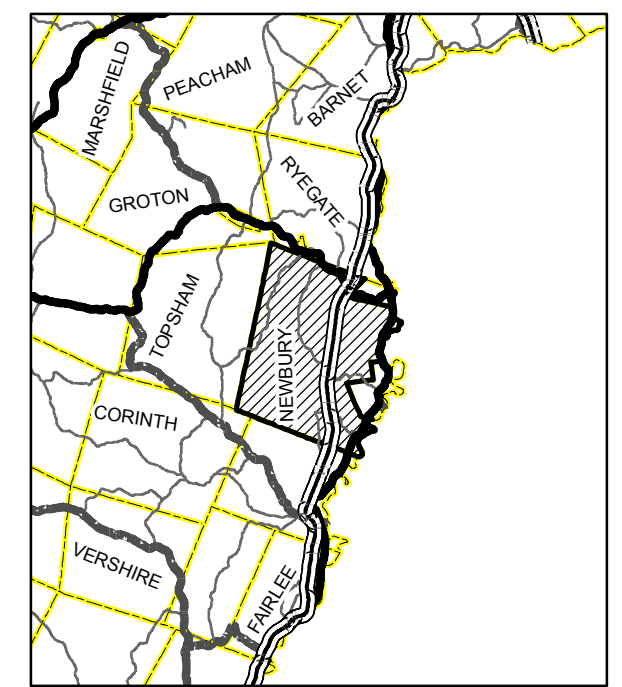 MARSHFIELD
PEACHAM
BARNET
RYEGATE
GROTON
TOPSHAM
NEWBURY
CORINTH
VERSHIRE
FAIRLEE